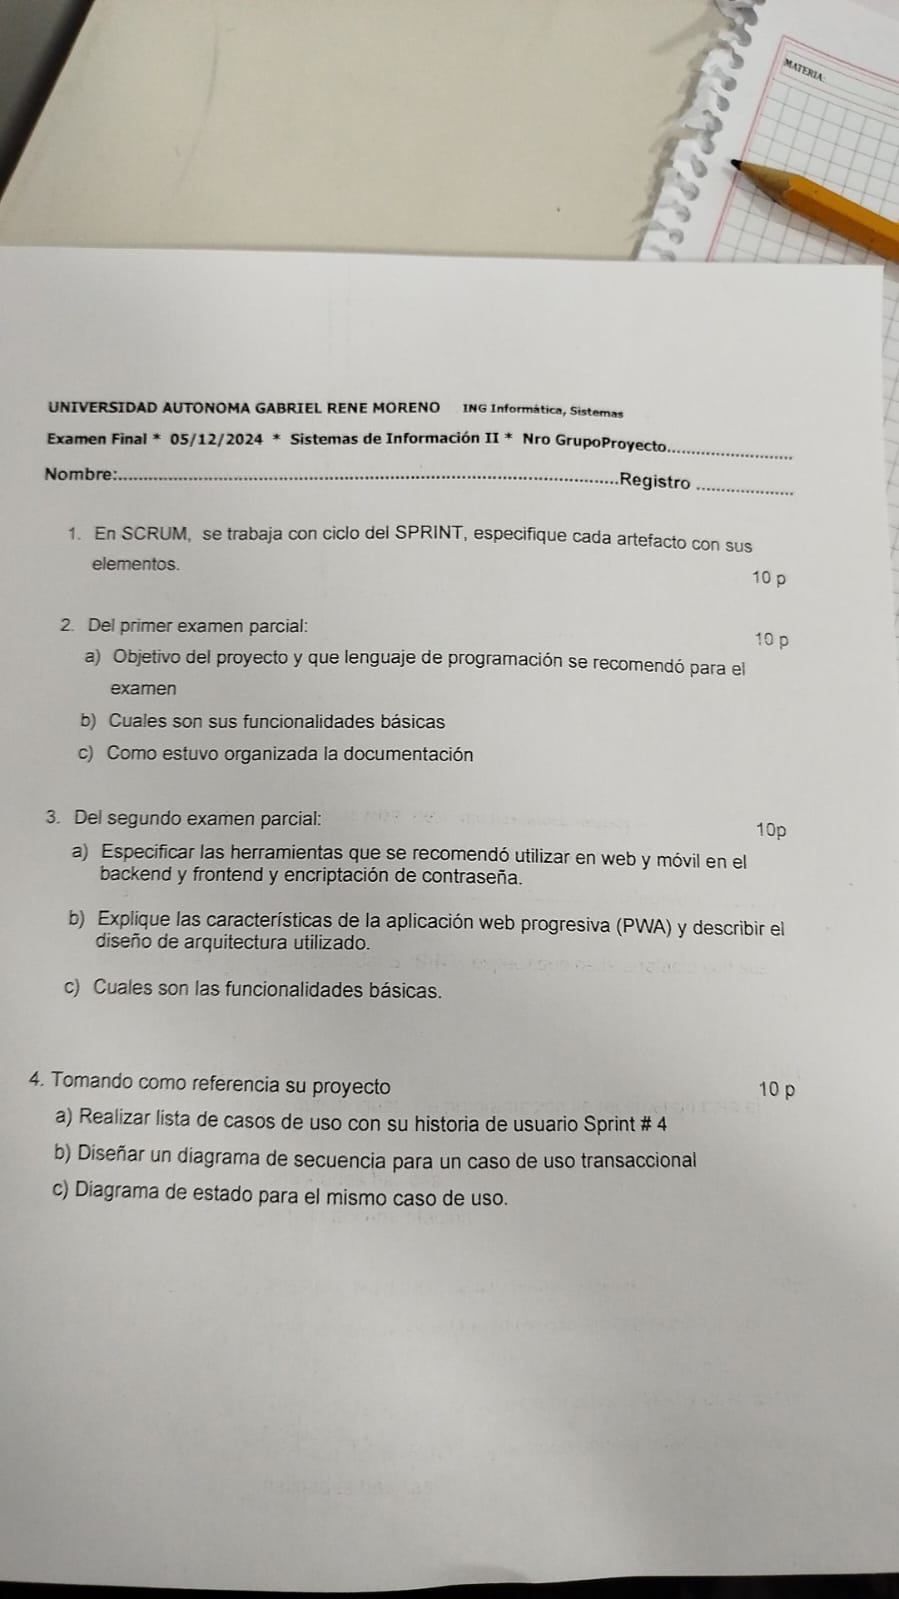 MATERIA:
UNIVERSIDAD AUTONOMA GABRIEL RENE MORENO ING Informática, Sistemas
Examen Final * 05/12/2024 * Sistemas de Información II * Nro GrupoProyecto..........................
Nombre:....................................................................................................Registro ....................
1. En SCRUM, se trabaja con ciclo del SPRINT, especifique cada artefacto con sus
elementos.
10 p
2. Del primer examen parcial:
10 p
a) Objetivo del proyecto y que lenguaje de programación se recomendó para el
examen
b) Cuales son sus funcionalidades básicas
c) Como estuvo organizada la documentación
3. Del segundo examen parcial:
10p
a) Especificar las herramientas que se recomendó utilizar en web y móvil en el
backend y frontend y encriptación de contraseña.
b) Explique las características de la aplicación web progresiva (PWA) y describir el
diseño de arquitectura utilizado.
c) Cuales son las funcionalidades básicas.
4. Tomando como referencia su proyecto
10 p
a) Realizar lista de casos de uso con su historia de usuario Sprint # 4
b) Diseñar un diagrama de secuencia para un caso de uso transaccional
c) Diagrama de estado para el mismo caso de uso.